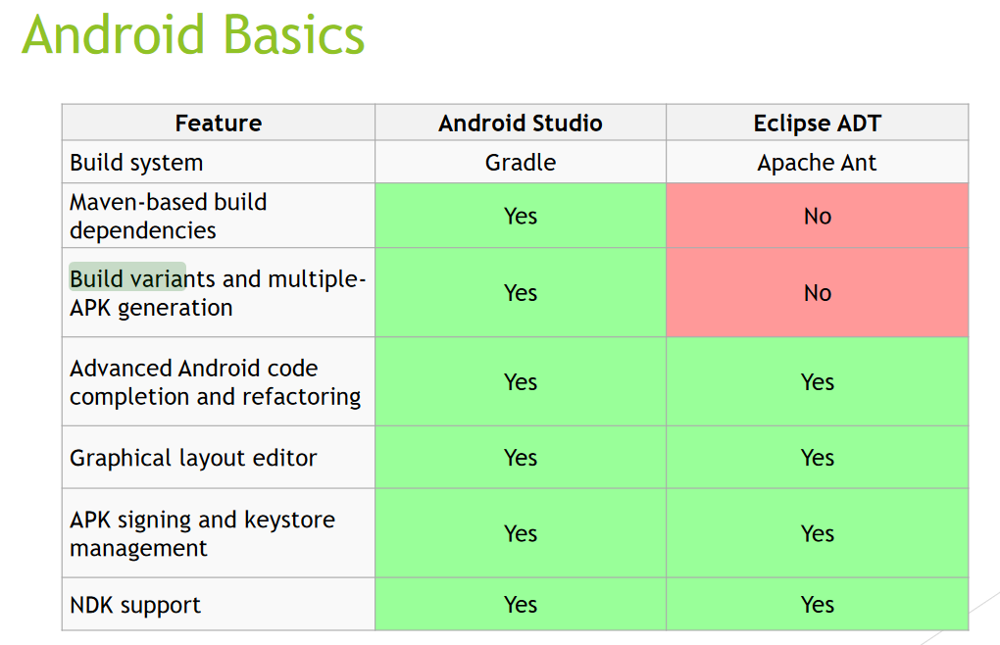 Android Basics
Feature Android Studio Eclipse ADT
Build system Gradle Apache Ant
Maven-based build
dependencies Yes No
Build variants and multiple-
APK generation Yes No
Advanced Android code
completion and refactoring Yes Yes
Graphical layout editor Yes Yes
APK signing and keystore
management Yes Yes
NDK support Yes Yes